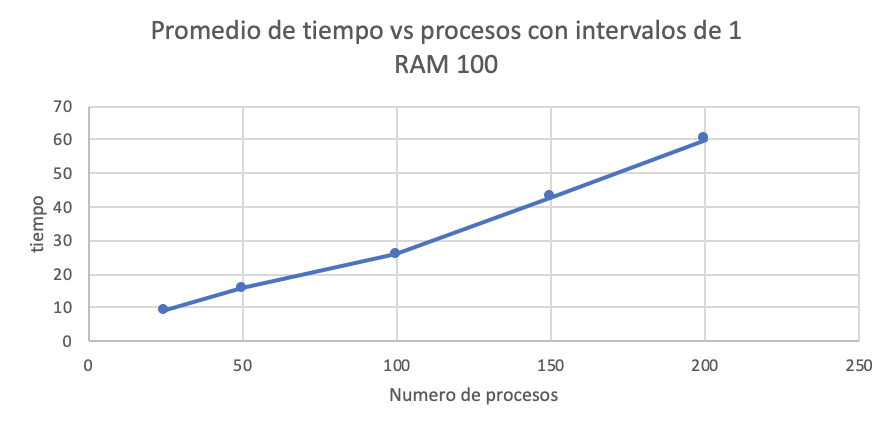 Promedio de tiempo vs procesos con intervalos de 1
RAM 100
70
60
50
40
30
20
10
0
tiempo
0 50 100 150 200 250
Numero de procesos